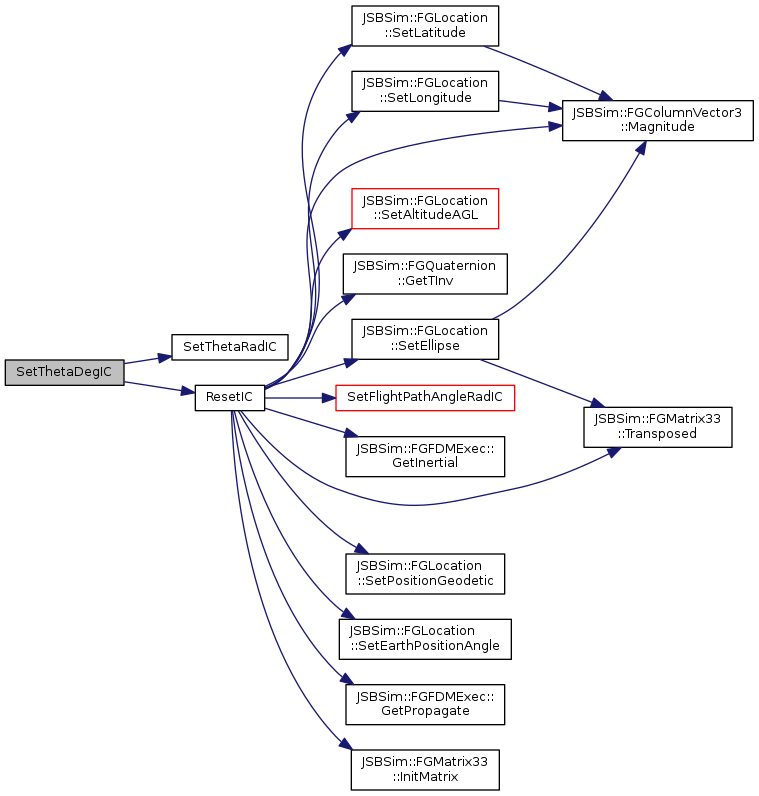 SetThetaDegIC
SetThetaRadIC
ResetIC
JSBSim::FGLocation
::SetLatitude
JSBSim::FGLocation
::SetLongitude
JSBSim::FGLocation
::SetAltitudeAGL
JSBSim::FGQuaternion
::GetTInv
JSBSim::FGLocation
::SetEllipse
SetFlightPathAngleRadIC
JSBSim::FGFDMExec::
GetInertial
JSBSim::FGLocation
::SetPositionGeodetic
JSBSim::FGLocation
::SetEarthPositionAngle
JSBSim::FGFDMExec::
GetPropagate
JSBSim::FGMatrix33
::InitMatrix
JSBSim::FGColumnVector3
::Magnitude
JSBSim::FGMatrix33
::Transposed